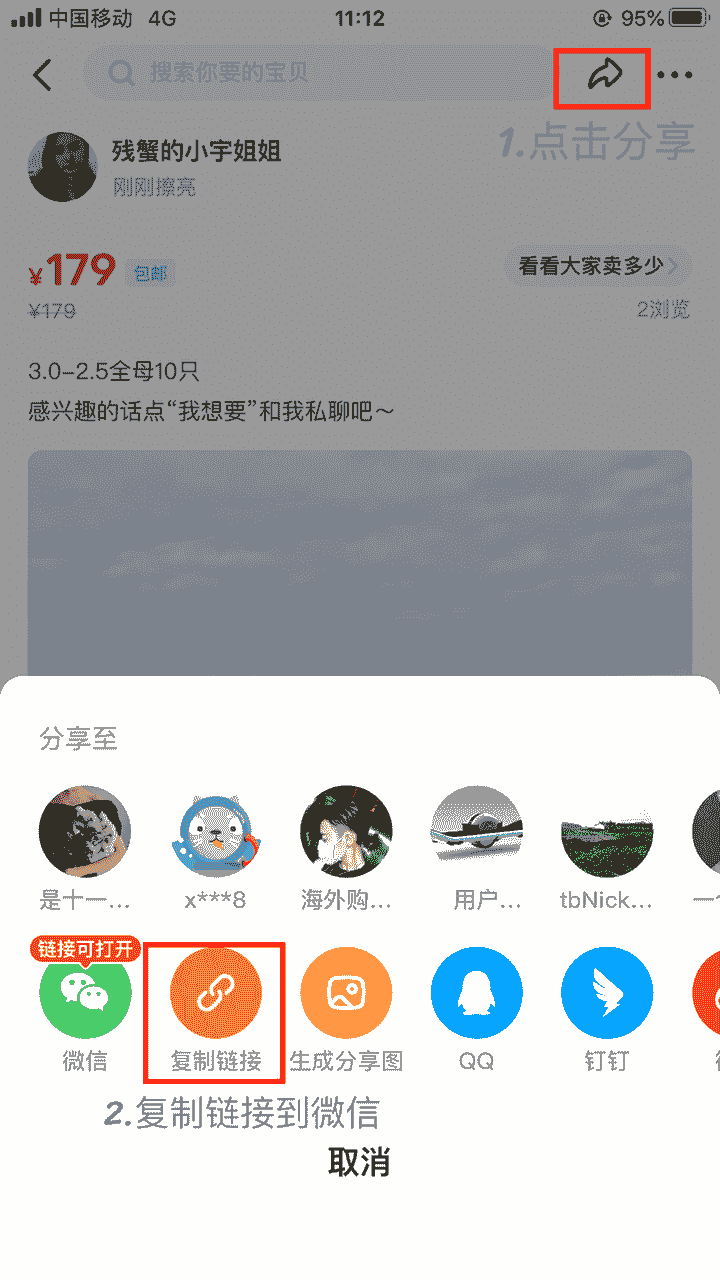 中国移动 4G 11:12 95%
搜索你要的宝贝
1.点击分享
残蟹的小宇姐姐
刚刚擦亮
¥179 包邮 看看大家卖多少
¥179 2浏览
3.0-2.5全母10只
感兴趣的话点“我想要”和我私聊吧~
分享至
是十一... x***8 海外购... 用户... tbNick...
链接可打开
微信 复制链接 生成分享图 QQ 钉钉
2.复制链接到微信
取消